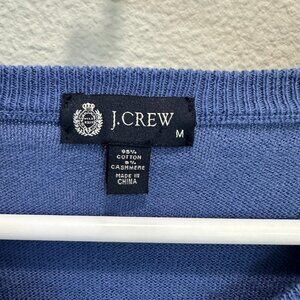 J.CREW
M
95%
COTTON
5%
CASHMERE
MADE IN
CHINA